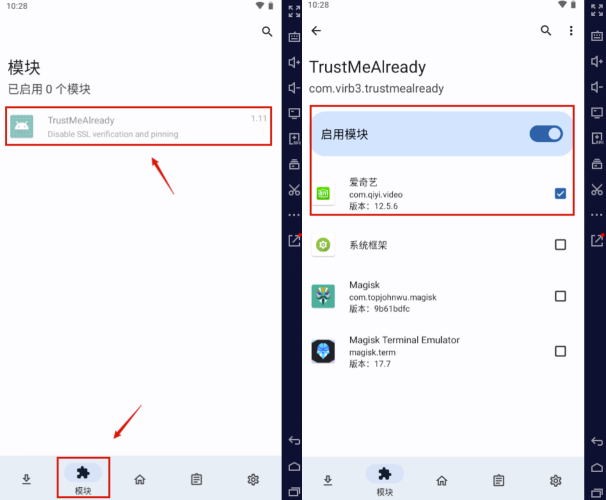 10:28
模块
已启用 0 个模块
TrustMeAlready
1.11
Disable SSL verification and pinning
模块
10:28
TrustMeAlready
com.virb3.trustmealready
启用模块
爱奇艺
com.qiyi.video
版本：12.5.6
系统框架
Magisk
com.topjohnwu.magisk
版本：9b61bdfc
Magisk Terminal Emulator
magisk.term
版本：17.7
模块